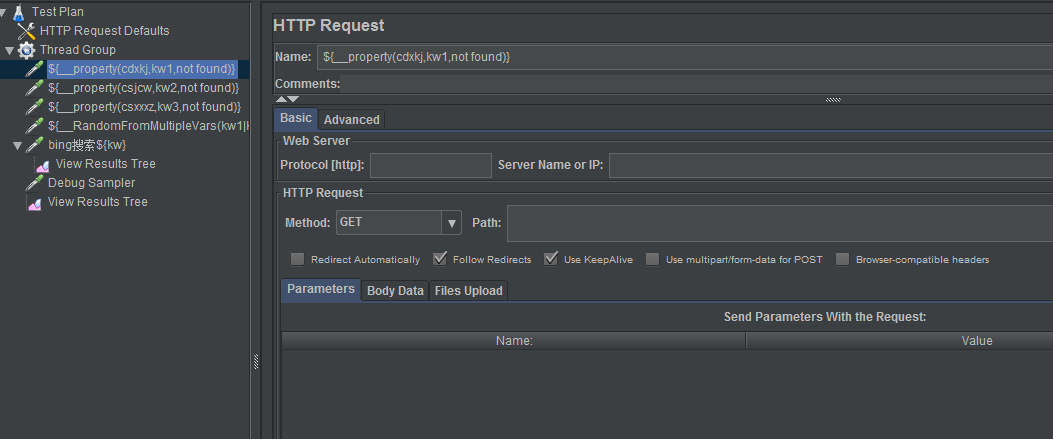 Test Plan
HTTP Request Defaults
Thread Group
${__property(cdxkj,kw1,not found)}
${__property(csjcw,kw2,not found)}
${__property(csxxxz,kw3,not found)}
${__RandomFromMultipleVars(kw1|
bing搜索${kw}
View Results Tree
Debug Sampler
View Results Tree
HTTP Request
Name: ${__property(cdxkj,kw1,not found)}
Comments:
Basic Advanced
Web Server
Protocol [http]: Server Name or IP:
HTTP Request
Method: GET Path:
Redirect Automatically Follow Redirects Use KeepAlive Use multipart/form-data for POST Browser-compatible headers
Parameters Body Data Files Upload
Send Parameters With the Request:
Name: Value